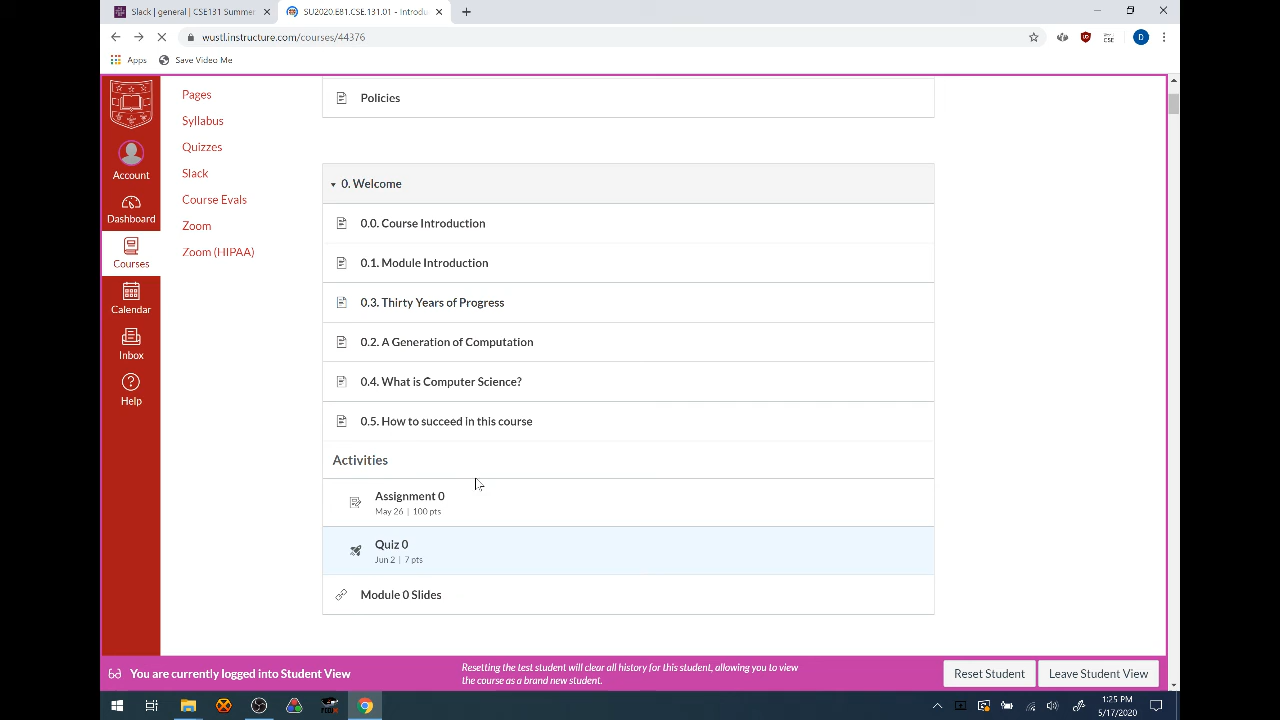 Slack | general | CSE131 Summer
SU2020.E81.CSE.131.01 - Introdu
wustl.instructure.com/courses/44376
D
Apps
Save Video Me
Account
Dashboard
Courses
Calendar
Inbox
Help
Pages
Syllabus
Quizzes
Slack
Course Evals
Zoom
Zoom (HIPAA)
Policies
0. Welcome
0.0. Course Introduction
0.1. Module Introduction
0.3. Thirty Years of Progress
0.2. A Generation of Computation
0.4. What is Computer Science?
0.5. How to succeed in this course
Activities
Assignment 0
May 26 | 100 pts
Quiz 0
Jun 2 | 7 pts
Module 0 Slides
You are currently logged into Student View
Resetting the test student will clear all history for this student, allowing you to view
the course as a brand new student.
Reset Student
Leave Student View
1:25 PM
5/17/2020